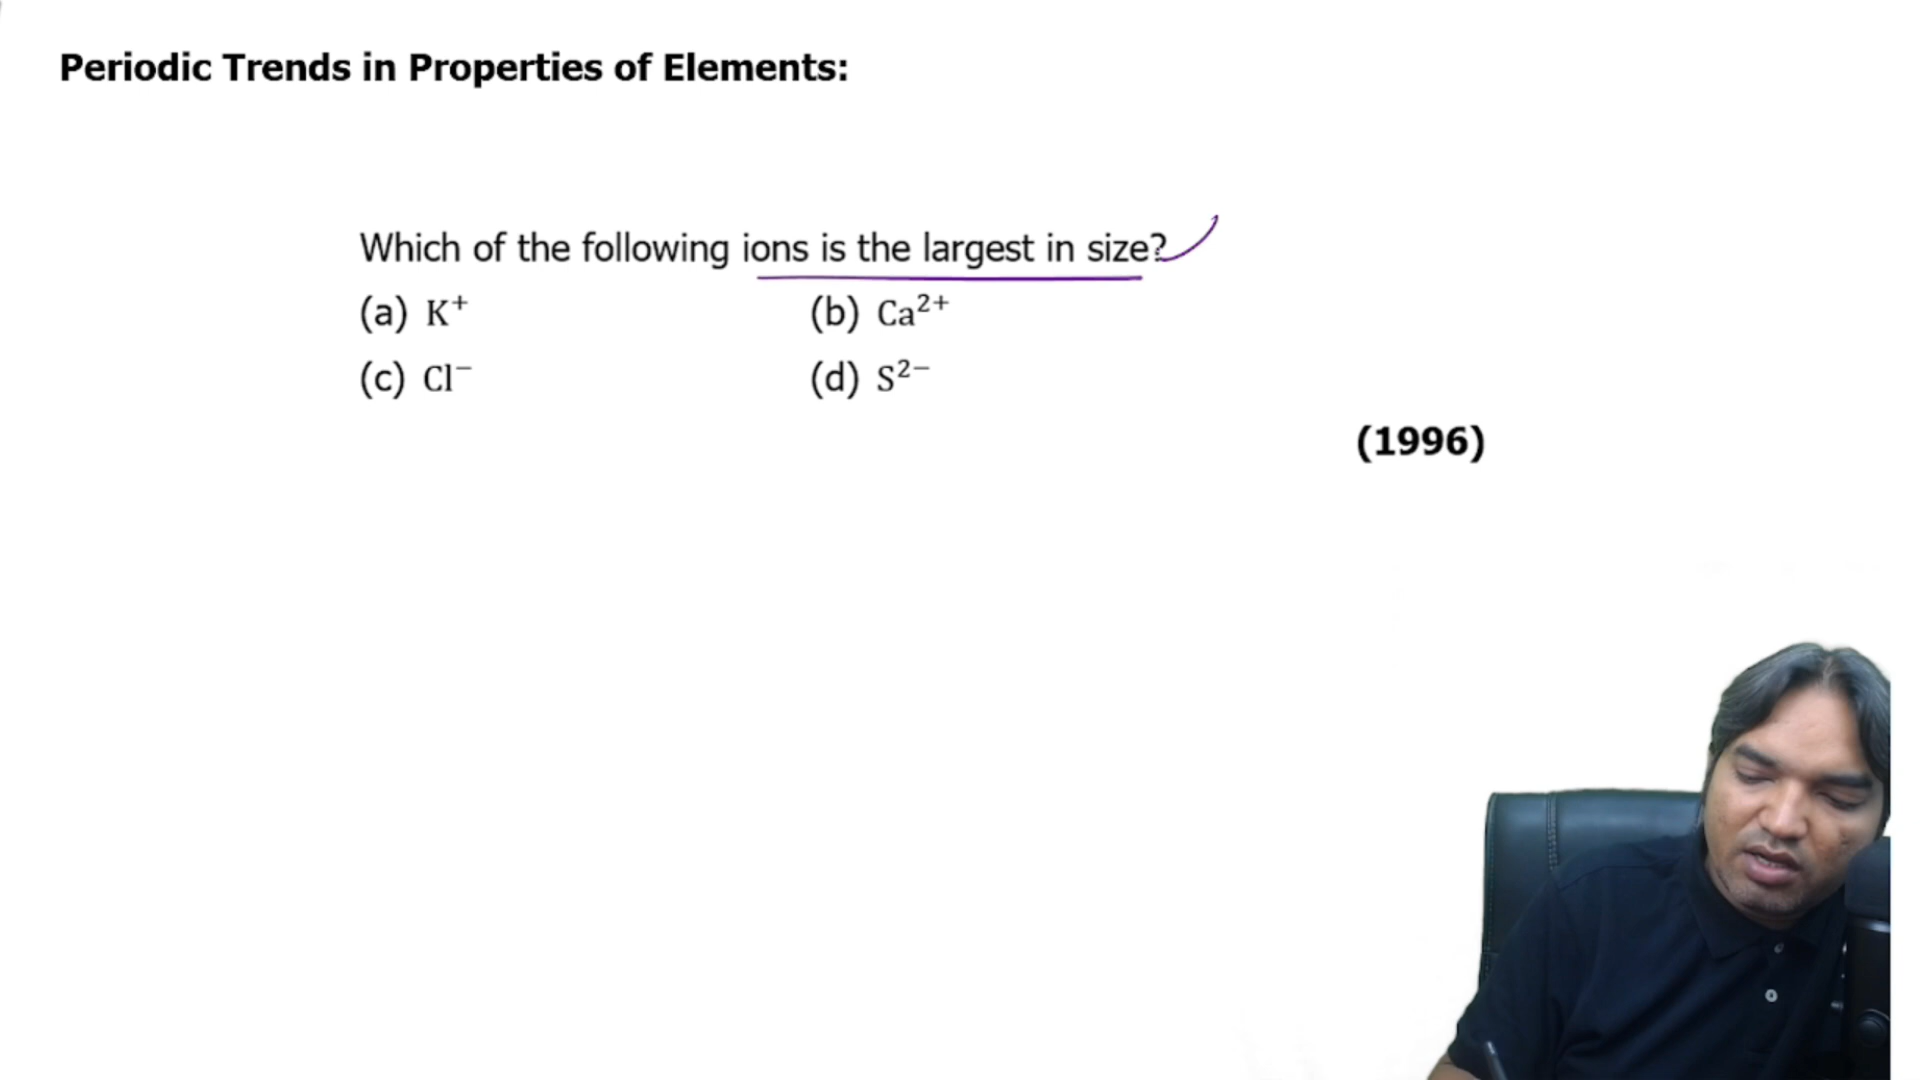 Periodic Trends in Properties of Elements:
Which of the following ions is the largest in size?
(a) K⁺ (b) Ca²⁺
(c) Cl⁻ (d) S²⁻
(1996)